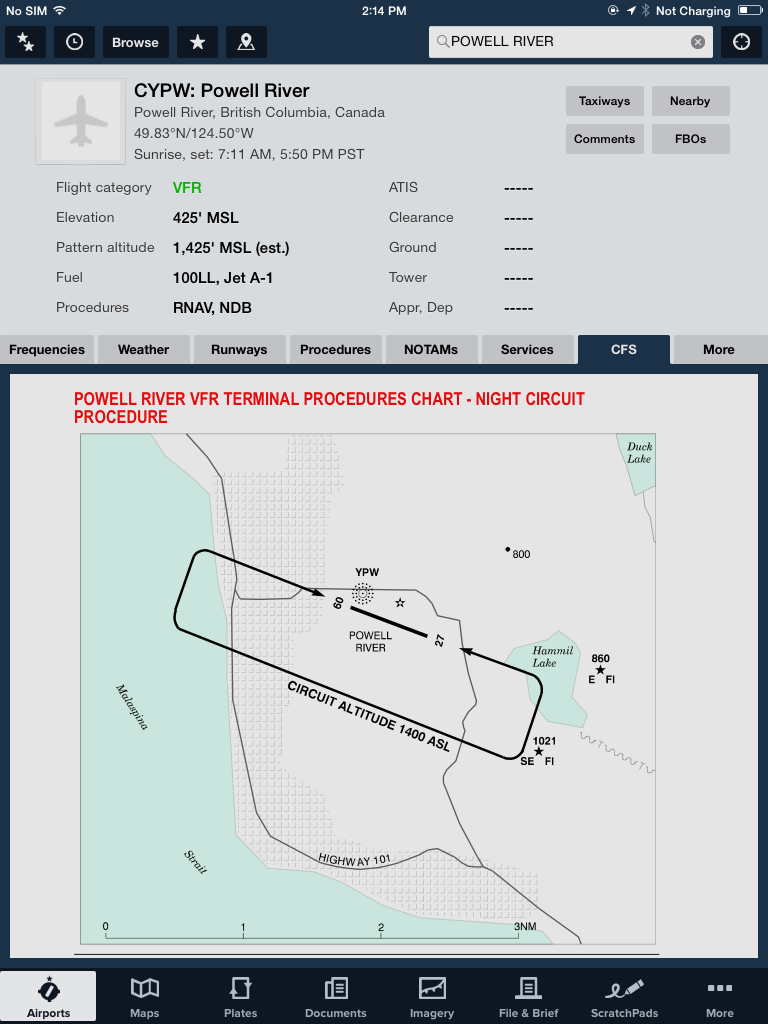 No SIM 2:14 PM Not Charging
Browse POWELL RIVER
CYPW: Powell River
Powell River, British Columbia, Canada
49.83°N/124.50°W
Sunrise, set: 7:11 AM, 5:50 PM PST
Taxiways Nearby
Comments FBOs
Flight category VFR ATIS -----
Elevation 425' MSL Clearance -----
Pattern altitude 1,425' MSL (est.) Ground -----
Fuel 100LL, Jet A-1 Tower -----
Procedures RNAV, NDB Appr, Dep -----
Frequencies Weather Runways Procedures NOTAMs Services CFS More
POWELL RIVER VFR TERMINAL PROCEDURES CHART - NIGHT CIRCUIT
PROCEDURE
Duck
Lake
800
YPW
09
27
POWELL
RIVER
Hammil
Lake
860
E FI
CIRCUIT ALTITUDE 1400 ASL
1021
SE FI
Malaspina
Strait
HIGHWAY 101
0 1 2 3NM
Airports Maps Plates Documents Imagery File & Brief ScratchPads More